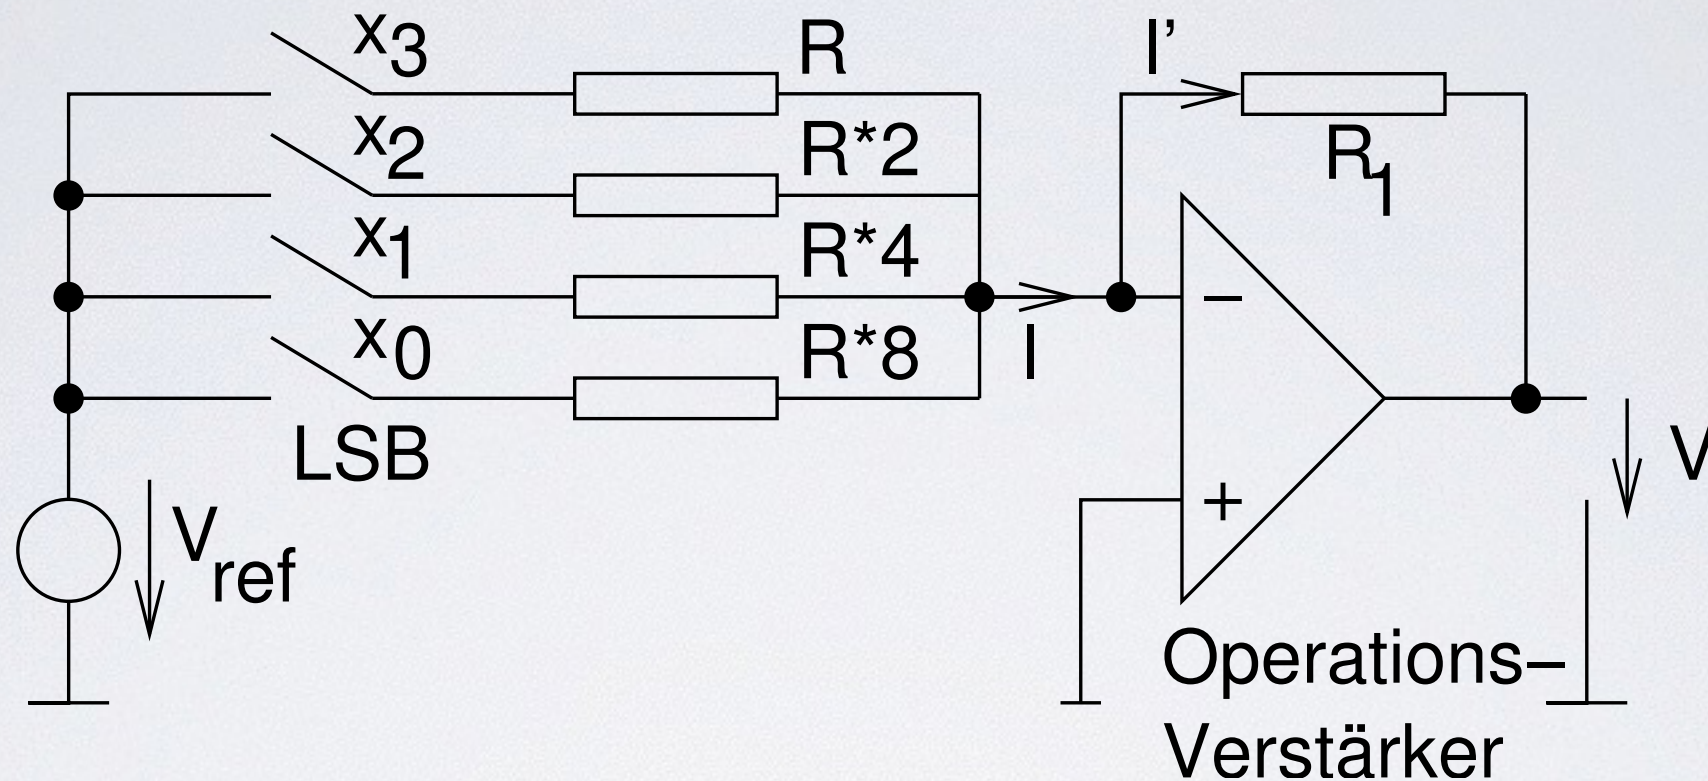 x3
R
I’
x2
R*2
R1
x1
R*4
–
x0
R*8
I
LSB
V
Vref
+
Operations–
Verstärker